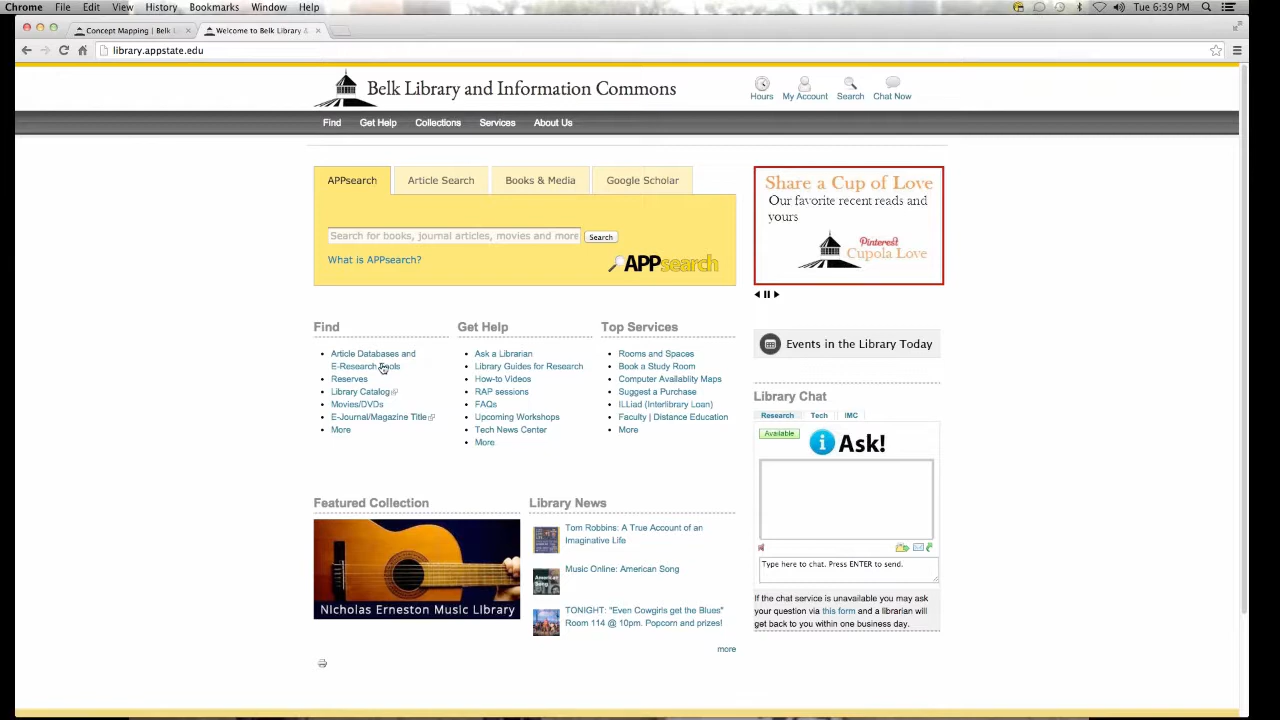 Chrome File Edit View History Bookmarks Window Help Tue 6:39 PM
Concept Mapping | Belk L Welcome to Belk Library &
library.appstate.edu
Belk Library and Information Commons
Hours My Account Search Chat Now
Find Get Help Collections Services About Us
APPsearch Article Search Books & Media Google Scholar
Search for books, journal articles, movies and more Search
What is APPsearch?
APPsearch
Share a Cup of Love
Our favorite recent reads and
yours
Pinterest
Cupola Love
Events in the Library Today
Find
Article Databases and
E-Research Tools
Reserves
Library Catalog
Movies/DVDs
E-Journal/Magazine Title
More
Get Help
Ask a Librarian
Library Guides for Research
How-to Videos
RAP sessions
FAQs
Upcoming Workshops
Tech News Center
More
Top Services
Rooms and Spaces
Book a Study Room
Computer Availablity Maps
Suggest a Purchase
ILLiad (Interlibrary Loan)
Faculty | Distance Education
More
Library Chat
Research Tech IMC
Available
i Ask!
Type here to chat. Press ENTER to send.
If the chat service is unavailable you may ask
your question via this form and a librarian will
get back to you within one business day.
Featured Collection
Nicholas Erneston Music Library
Library News
Tom Robbins: A True Account of an
Imaginative Life
American Song
Music Online: American Song
TONIGHT: "Even Cowgirls get the Blues"
Room 114 @ 10pm. Popcorn and prizes!
more